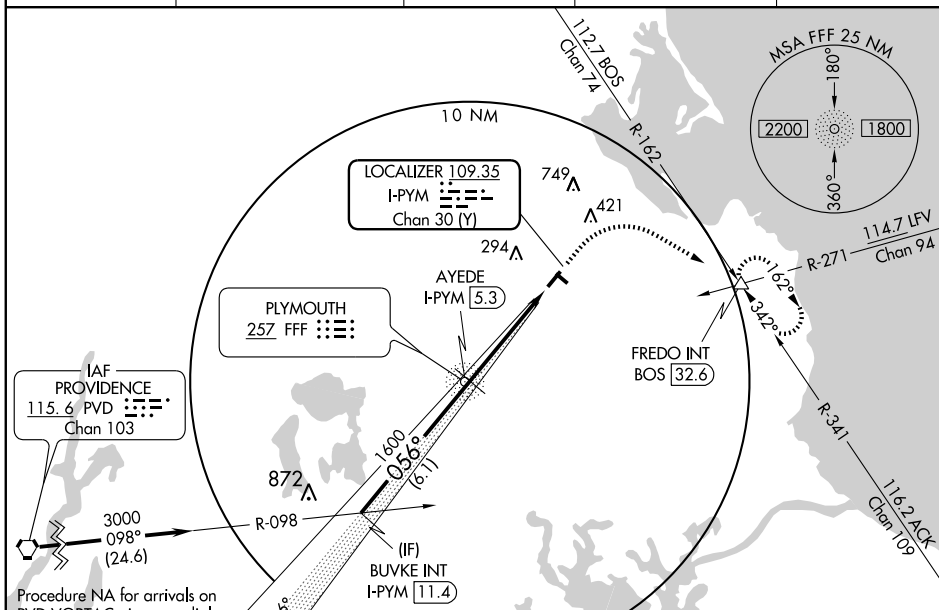 112.7 BOS
Chan 74
R-162
MSA FFF 25 NM
180°
2200
1800
360°
10 NM
LOCALIZER 109.35
I-PYM
Chan 30 (Y)
749
421
294
114.7 LFV
Chan 94
R-271
AYEDE
I-PYM 5.3
PLYMOUTH
257 FFF
162°
342°
FREDO INT
BOS 32.6
IAF
PROVIDENCE
115.6 PVD
Chan 103
1600
056°
(6.1)
872
R-341
116.2 ACK
Chan 109
3000
098°
(24.6)
R-098
(IF)
BUVKE INT
I-PYM 11.4
Procedure NA for arrivals on